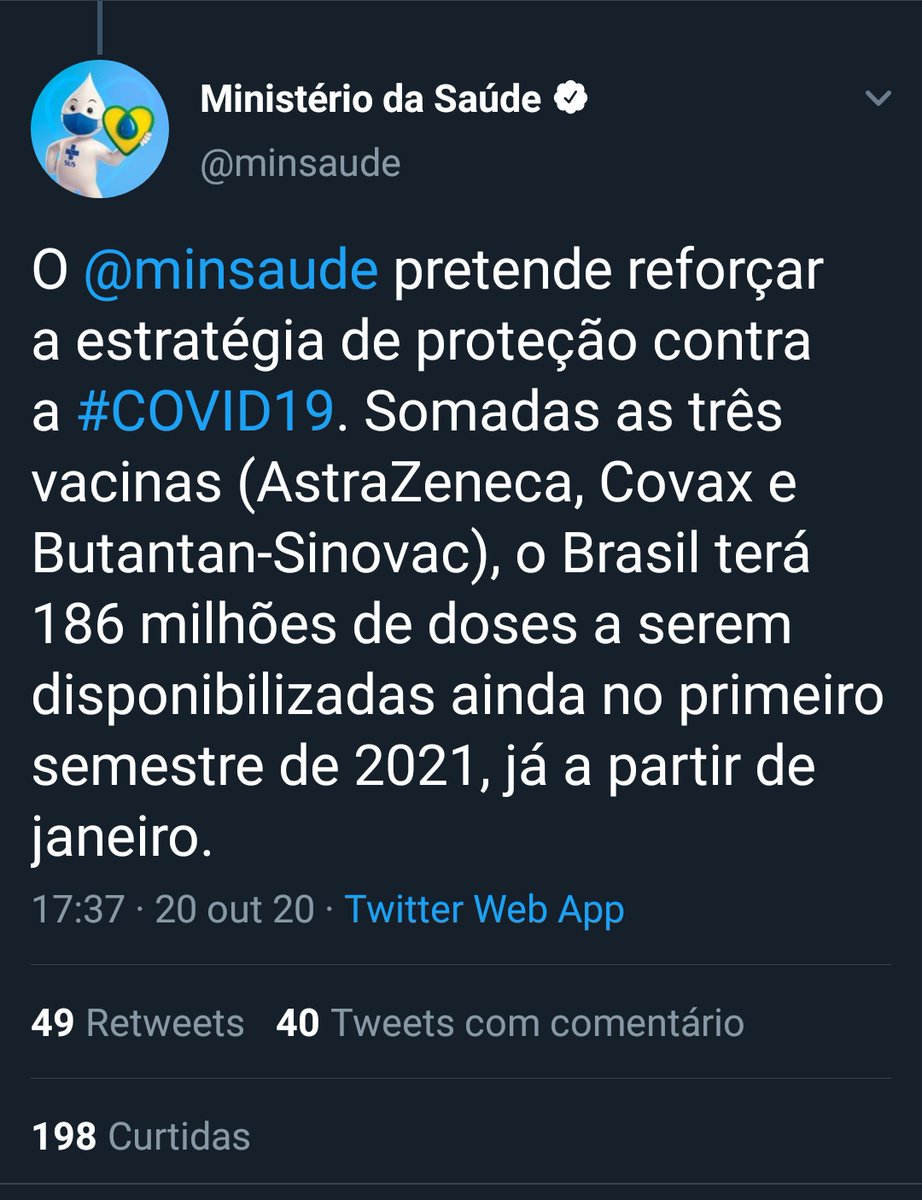 Ministério da Saúde
@minsaude
O @minsaude pretende reforçar
a estratégia de proteção contra
a #COVID19. Somadas as três
vacinas (AstraZeneca, Covax e
Butantan-Sinovac), o Brasil terá
186 milhões de doses a serem
disponibilizadas ainda no primeiro
semestre de 2021, já a partir de
janeiro.
17:37 · 20 out 20 · Twitter Web App
49 Retweets 40 Tweets com comentário
198 Curtidas
SUS